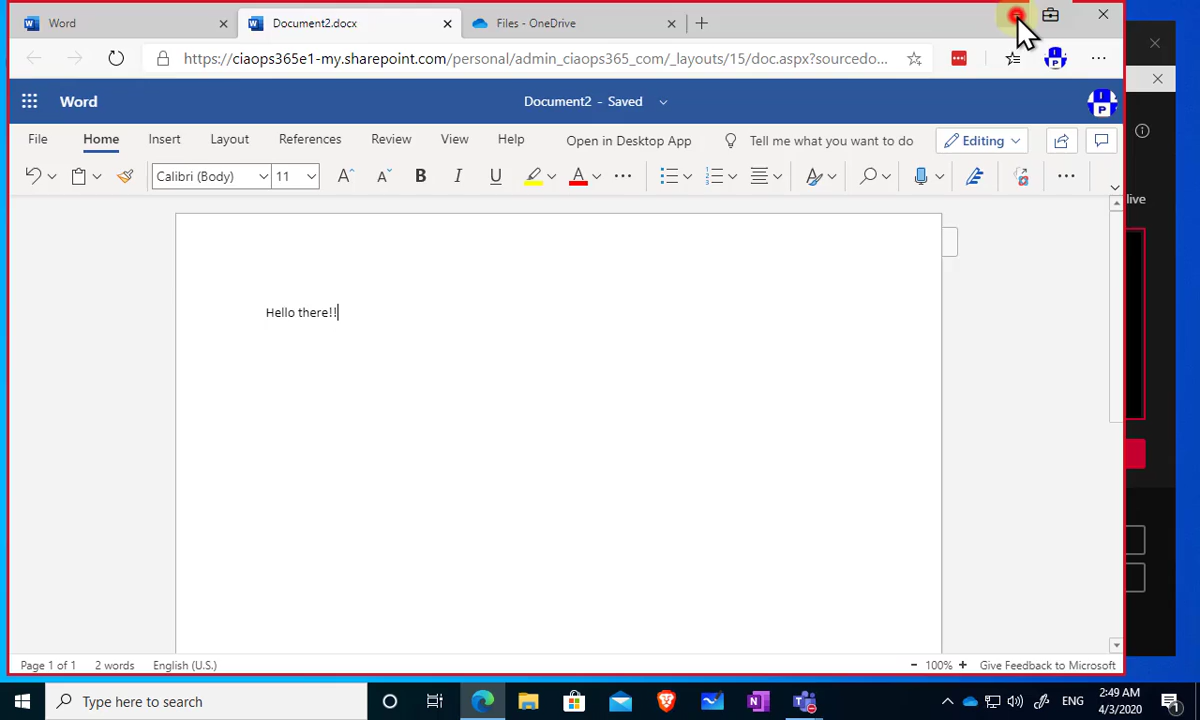 Word
Document2.docx
Files - OneDrive
https://ciaops365e1-my.sharepoint.com/personal/admin_ciaops365_com/_layouts/15/doc.aspx?sourcedo...
Word
Document2 - Saved
I
P
File
Home
Insert
Layout
References
Review
View
Help
Open in Desktop App
Tell me what you want to do
Editing
Calibri (Body)
11
live
Hello there!!
Page 1 of 1
2 words
English (U.S.)
100%
Give Feedback to Microsoft
Type here to search
ENG
2:49 AM
4/3/2020
1